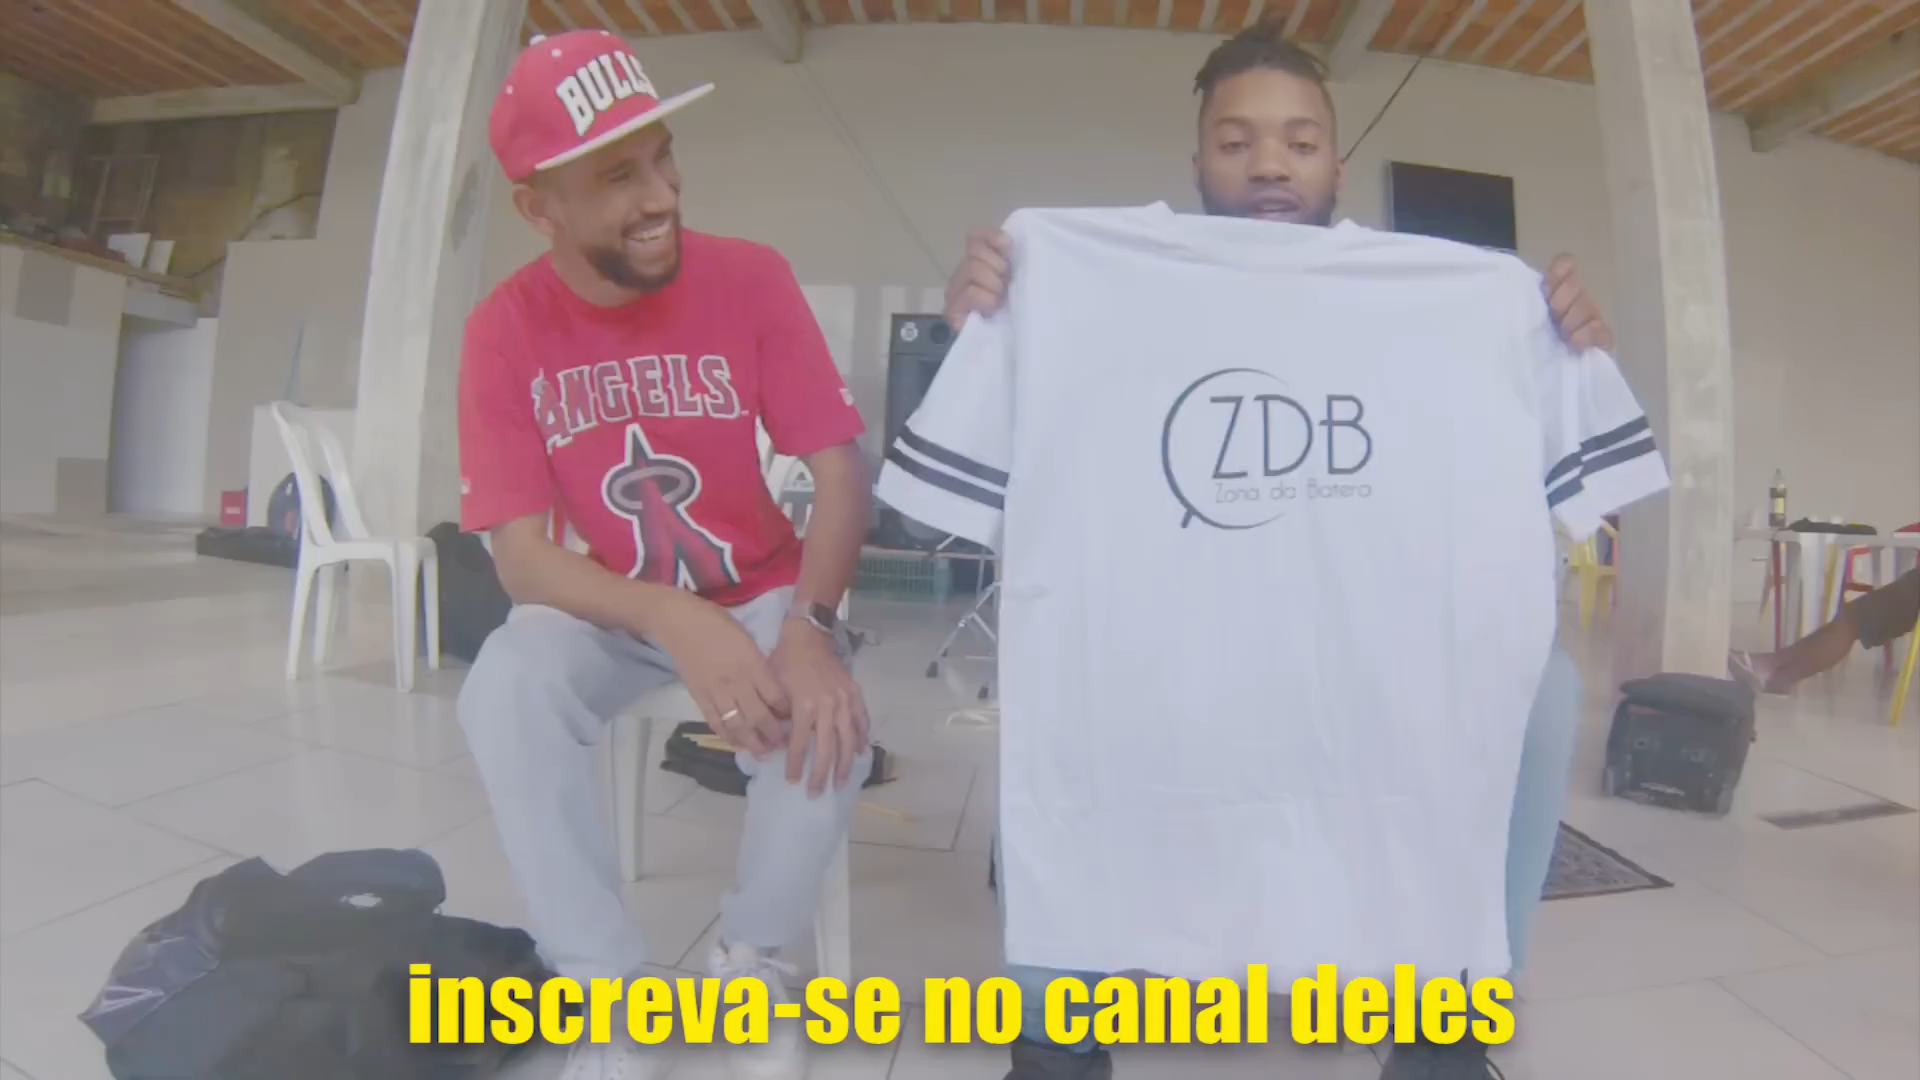 BULLS
ANGELS
ZDB
Zona da Batera
inscreva-se no canal deles